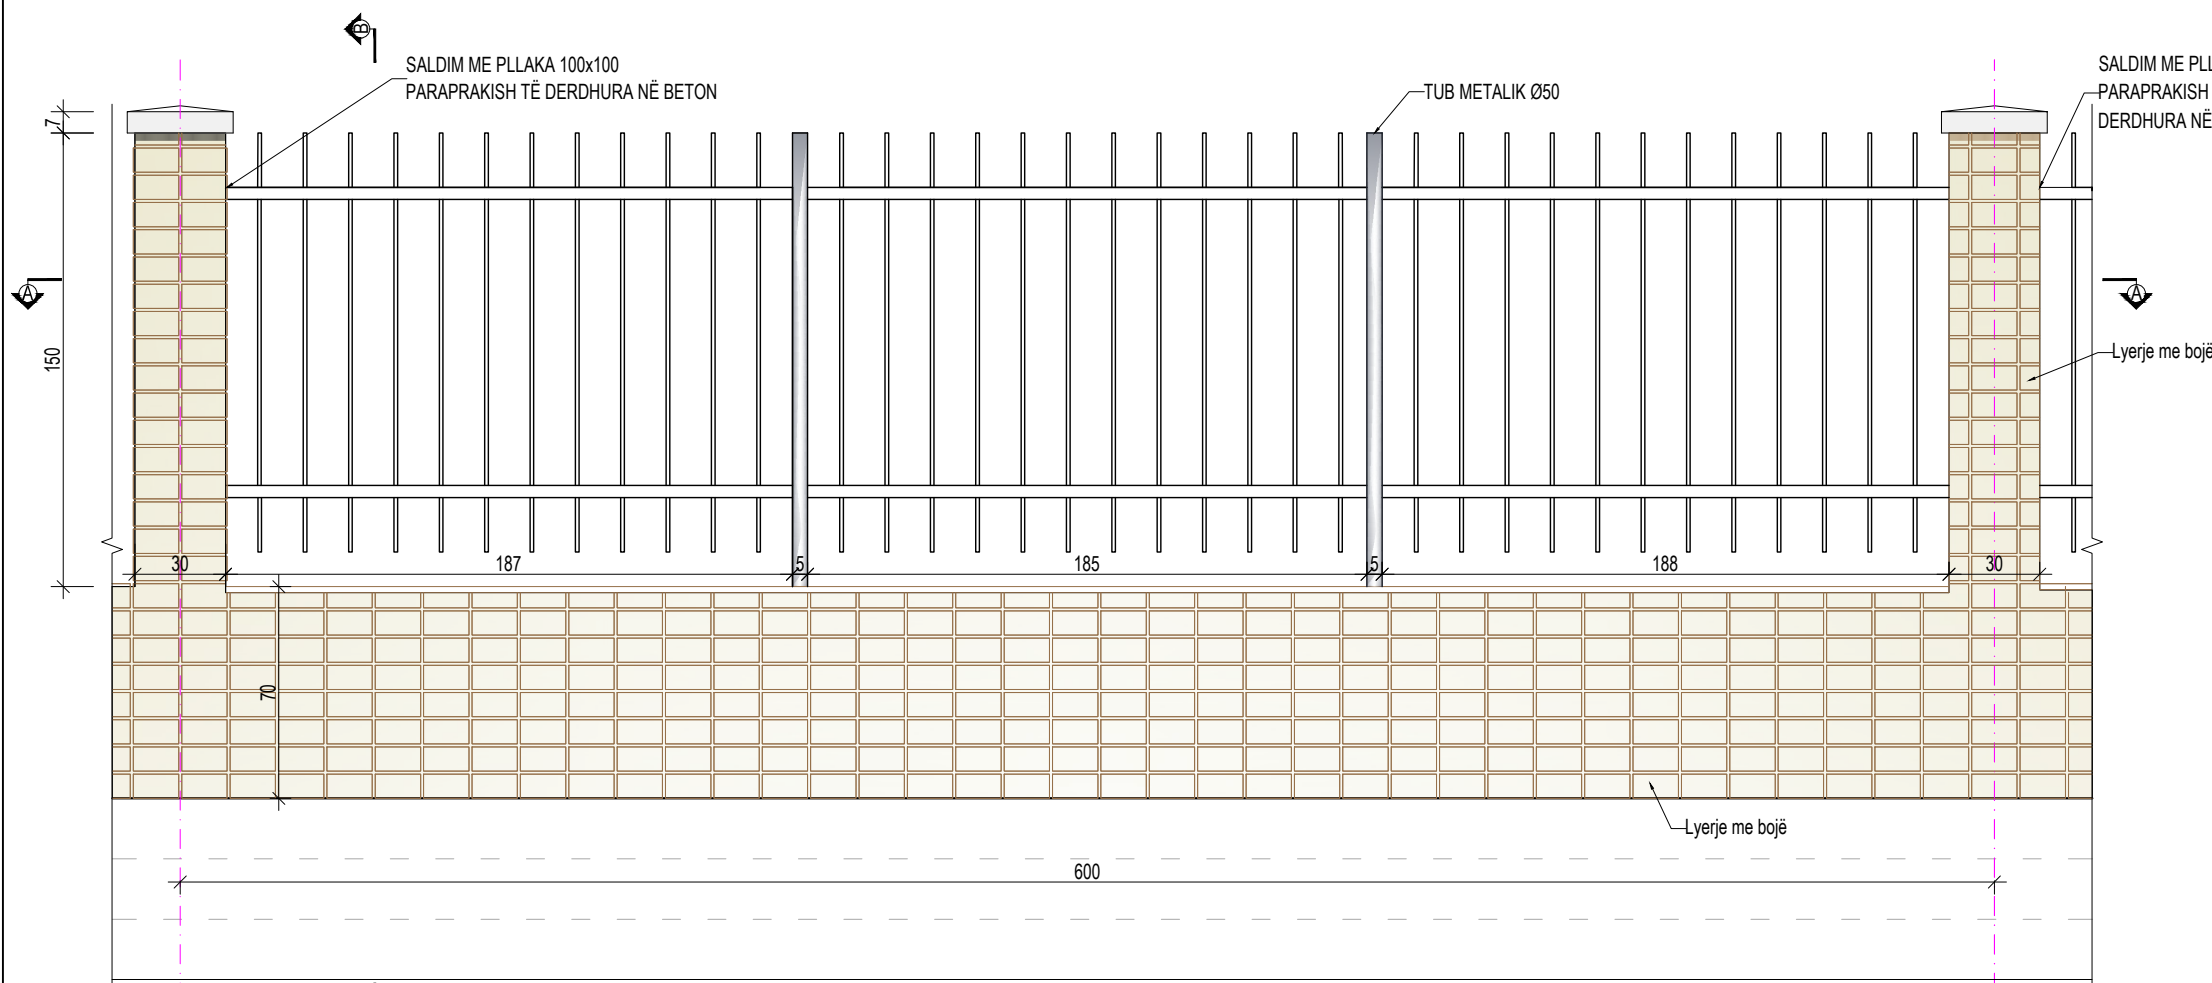 B
SALDIM ME PLLAKA 100x100
PARAPRAKISH TË DERDHURA NË BETON
TUB METALIK Ø50
SALDIM ME PLL
PARAPRAKISH
DERDHURA NË
7
A
A
150
Lyerje me bojë
30
187
5
185
5
188
30
70
Lyerje me bojë
600